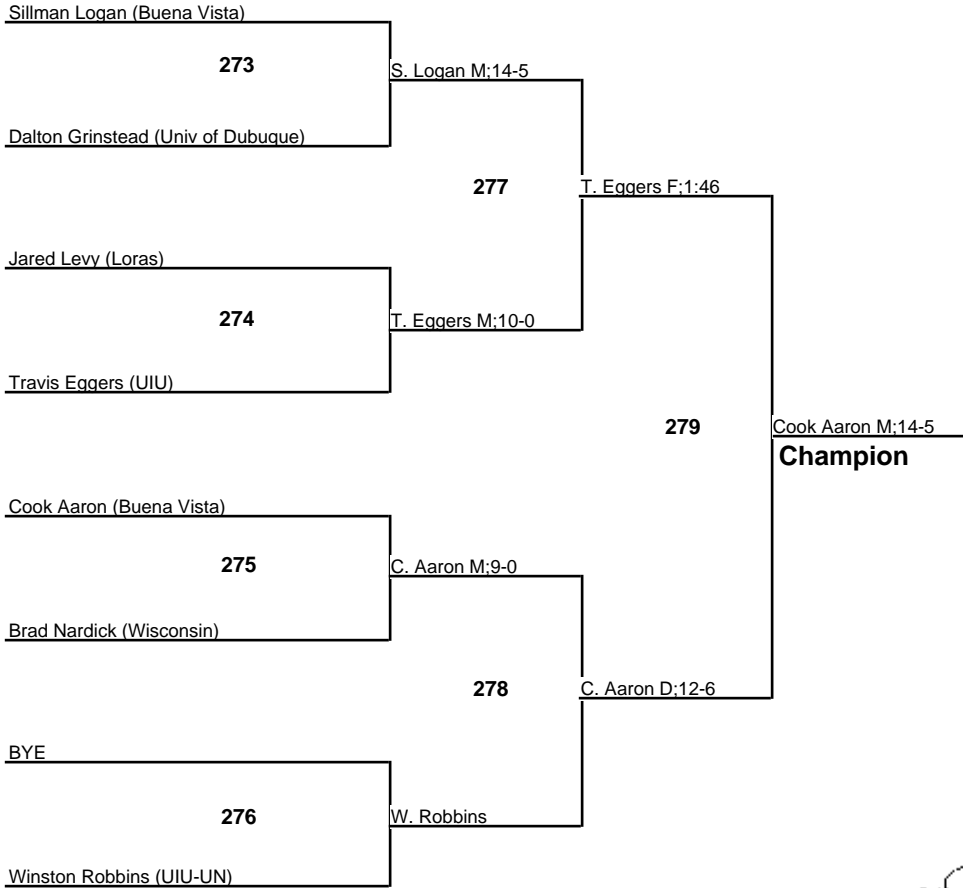 Sillman Logan (Buena Vista)
273
S. Logan M;14-5
Dalton Grinstead (Univ of Dubuque)
277
T. Eggers F;1:46
Jared Levy (Loras)
274
T. Eggers M;10-0
Travis Eggers (UIU)
279
Cook Aaron M;14-5
Champion
Cook Aaron (Buena Vista)
275
C. Aaron M;9-0
Brad Nardick (Wisconsin)
278
C. Aaron D;12-6
BYE
276
W. Robbins
Winston Robbins (UIU-UN)